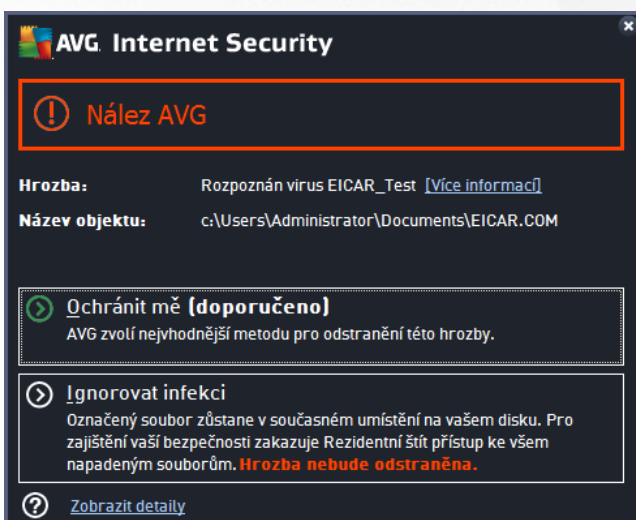 AVG. Internet Security
Nález AVG
Hrozba: Rozpoznán virus EICAR_Test [Více informací]
Název objektu: c:\Users\Administrator\Documents\EICAR.COM
Ochránit mě (doporučeno)
AVG zvolí nejvhodnější metodu pro odstranění této hrozby.
Ignorovat infekci
Označený soubor zůstane v současném umístění na vašem disku. Pro
zajištění vaší bezpečnosti zakazuje Rezidentní štít přístup ke všem
napadeným souborům. Hrozba nebude odstraněna.
Zobrazit detaily